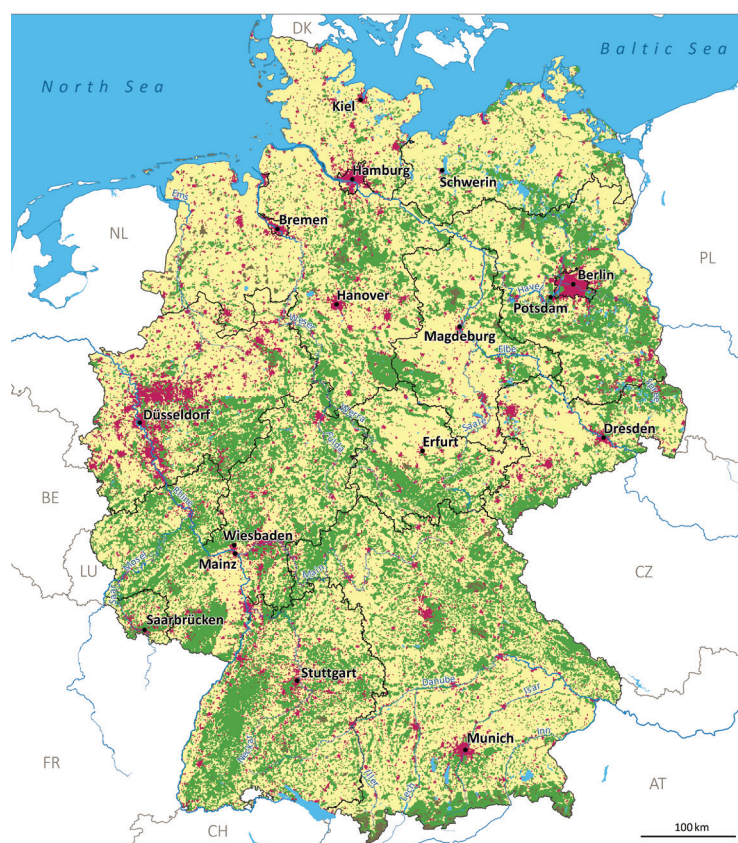 DK
North Sea
Baltic Sea
Kiel
Hamburg
Schwerin
Ems
Bremen
NL
PL
Berlin
Havel
Potsdam
Hanover
Weser
Magdeburg
Elbe
Düsseldorf
Saale
Dresden
Erfurt
Fulda
BE
Rhine
Wiesbaden
Mosel
LU
Mainz
Main
CZ
Saarbrücken
Stuttgart
Danube
Isar
Neckar
Munich
Inn
FR
Iller
Lech
AT
CH
100 km